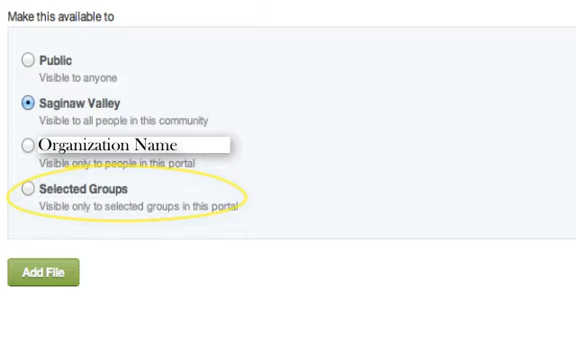 Make this available to
Public
Visible to anyone
Saginaw Valley
Visible to all people in this community
Organization Name
Visible only to people in this portal
Selected Groups
Visible only to selected groups in this portal
Add File